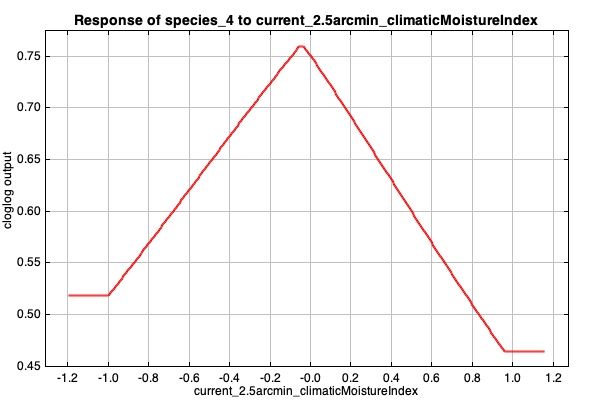 Response of species_4 to current_2.5arcmin_climaticMoistureIndex
cloglog output
0.75
0.70
0.65
0.60
0.55
0.50
0.45
-1.2 -1.0 -0.8 -0.6 -0.4 -0.2 -0.0 0.2 0.4 0.6 0.8 1.0 1.2
current_2.5arcmin_climaticMoistureIndex